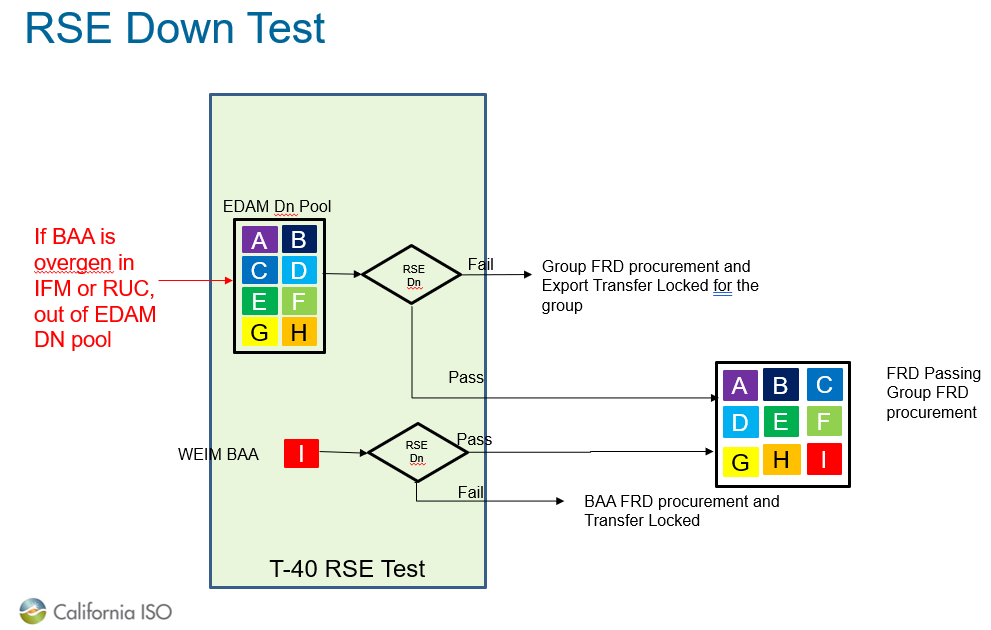 RSE Down Test
EDAM Dn Pool
A B
C D
E F
G H
If BAA is
overgen in
IFM or RUC,
out of EDAM
DN pool
RSE
Dn
Fail
Group FRD procurement and
Export Transfer Locked for the
group
Pass
A B C
D E F
G H I
FRD Passing
Group FRD
procurement
WEIM BAA
I
RSE
Dn
Pass
Fail
BAA FRD procurement and
Transfer Locked
T-40 RSE Test
California ISO